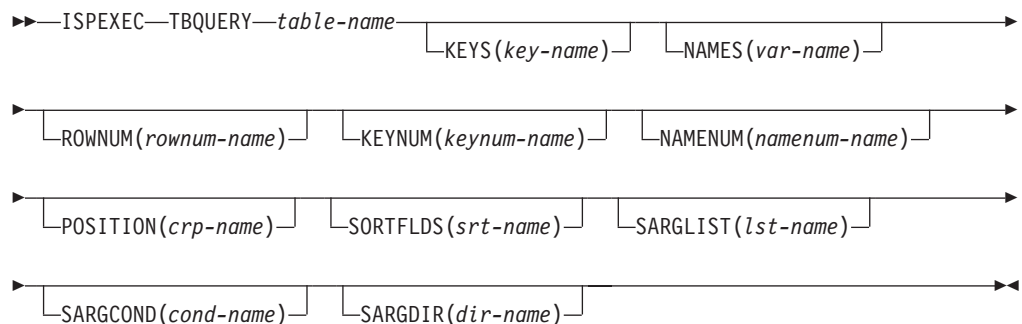 ISPEXEC TBQUERY table-name
KEYS(key-name) NAMES(var-name)
ROWNUM(rownum-name) KEYNUM(keynum-name) NAMENUM(namenum-name)
POSITION(crp-name) SORTFLDS(srt-name) SARGLIST(lst-name)
SARGCOND(cond-name) SARGDIR(dir-name)